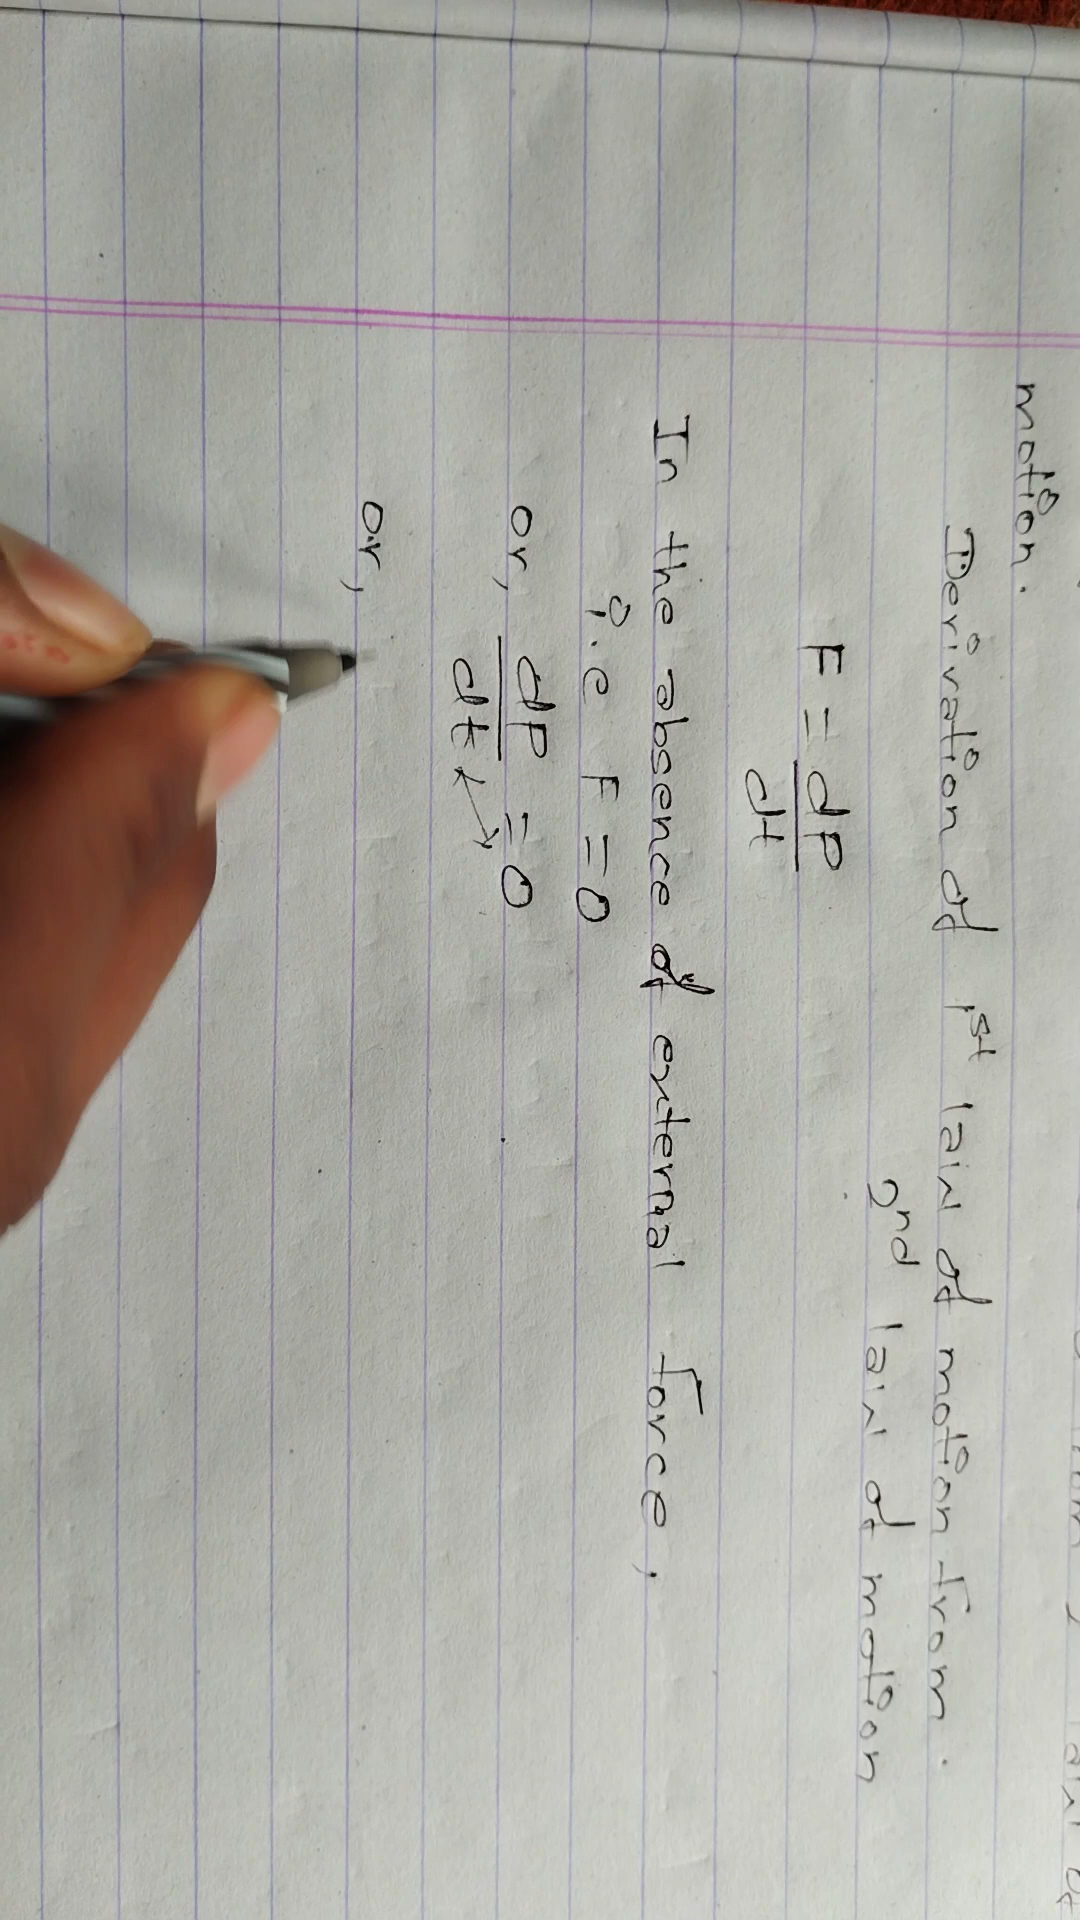 motion.
Derivation of 1st law of motion from.
2nd law of motion
F = dP
dt
In the absence of external force,
i.e F = 0
or, dP = 0
dt
or,